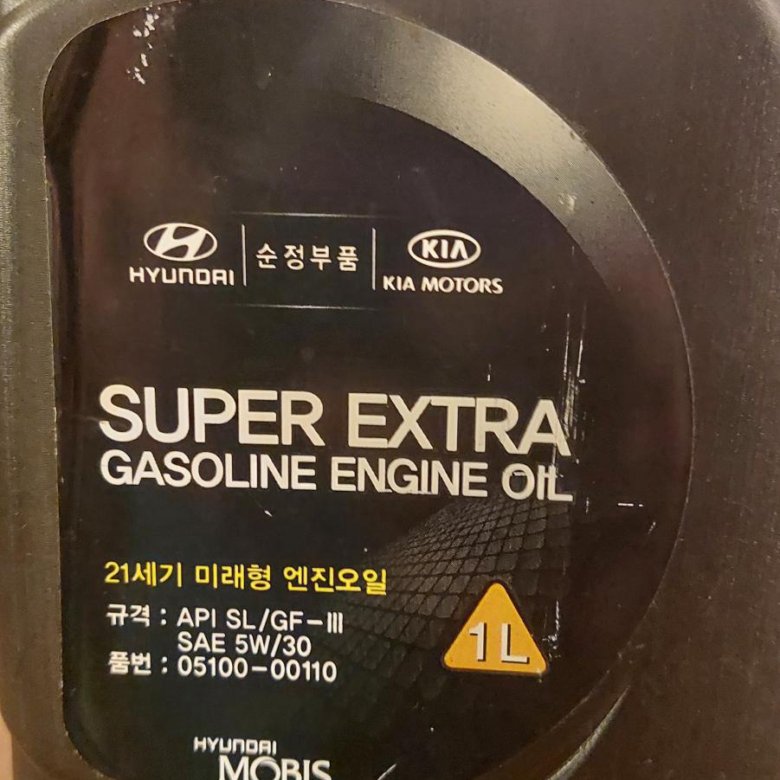 HYUNDAI
순정부품
KIA
KIA MOTORS
SUPER EXTRA
GASOLINE ENGINE OIL
21세기 미래형 엔진오일
규격 : API SL/GF-III
SAE 5W/30
품번 : 05100-00110
1L
HYUNDAI
MOBIS